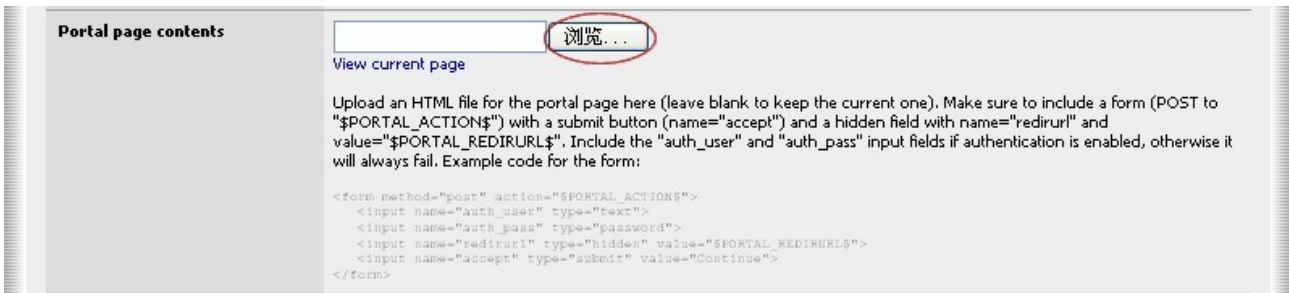 Portal page contents
浏览...
View current page
Upload an HTML file for the portal page here (leave blank to keep the current one). Make sure to include a form (POST to
"$PORTAL_ACTION$") with a submit button (name="accept") and a hidden field with name="redirurl" and
value="$PORTAL_REDIRURL$". Include the "auth_user" and "auth_pass" input fields if authentication is enabled, otherwise it
will always fail. Example code for the form:
<form method="post" action="$PORTAL_ACTION$">
<input name="auth_user" type="text">
<input name="auth_pass" type="password">
<input name="redirurl" type="hidden" value="$PORTAL_REDIRURL$">
<input name="accept" type="submit" value="Continue">
</form>